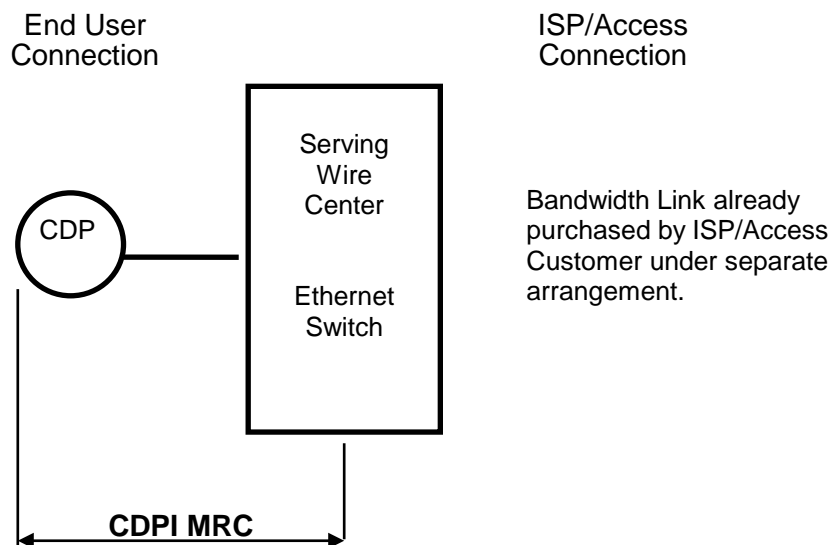 End User
Connection
ISP/Access
Connection
Serving
Wire
Center
CDP
Ethernet
Switch
Bandwidth Link already
purchased by ISP/Access
Customer under separate
arrangement.
CDPI MRC